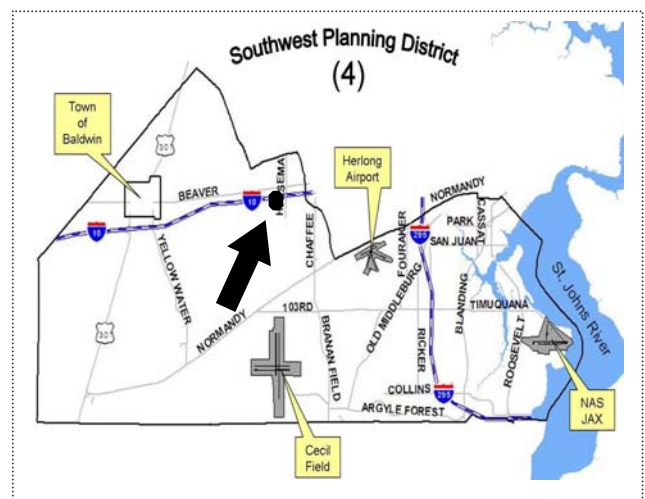 Southwest Planning District
(4)
Town
of
Baldwin
301
BEAVER
10
10
HERLONG
Herlong
Airport
NORMANDY
CHAFFEE
FOURAKER
295
PARK
SAN JUAN
CASSAT
YELLOW WATER
301
NORMANDY
103RD
BRANAN FIELD
OLD MIDDLEBURG
RICKER
BLANDING
TIMUQUANA
ROOSEVELT
St. Johns River
COLLINS
295
ARGYLE FOREST
NAS
JAX
Cecil
Field